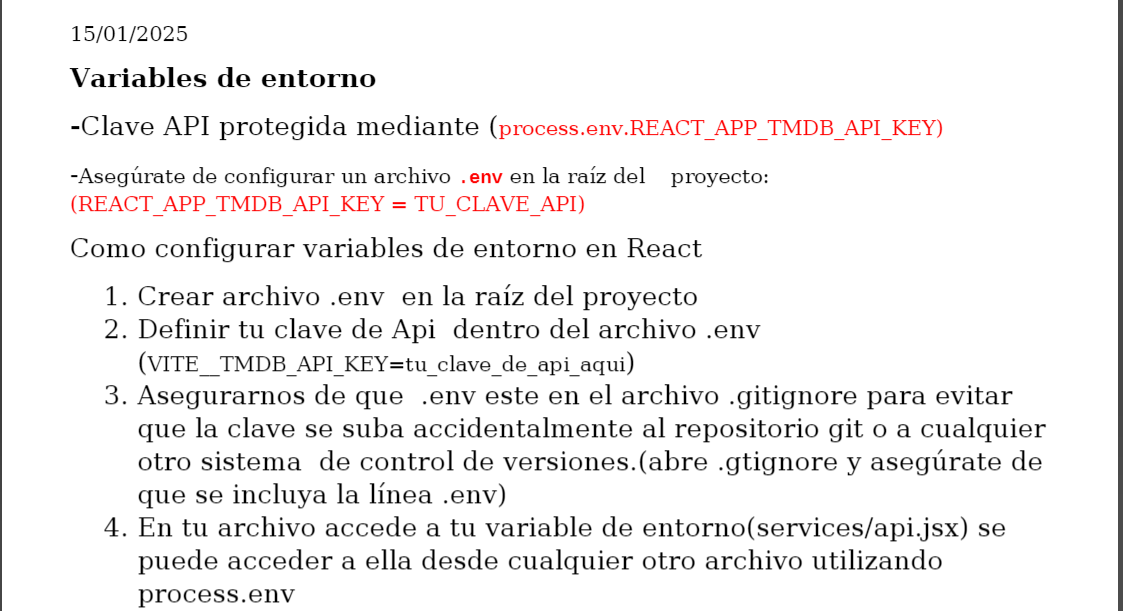 15/01/2025
Variables de entorno
-Clave API protegida mediante (process.env.REACT_APP_TMDB_API_KEY)
-Asegúrate de configurar un archivo .env en la raíz del proyecto:
(REACT_APP_TMDB_API_KEY = TU_CLAVE_API)
Como configurar variables de entorno en React
1. Crear archivo .env en la raíz del proyecto
2. Definir tu clave de Api dentro del archivo .env
(VITE__TMDB_API_KEY=tu_clave_de_api_aqui)
3. Asegurarnos de que .env este en el archivo .gitignore para evitar
que la clave se suba accidentalmente al repositorio git o a cualquier
otro sistema de control de versiones.(abre .gtignore y asegúrate de
que se incluya la línea .env)
4. En tu archivo accede a tu variable de entorno(services/api.jsx) se
puede acceder a ella desde cualquier otro archivo utilizando
process.env